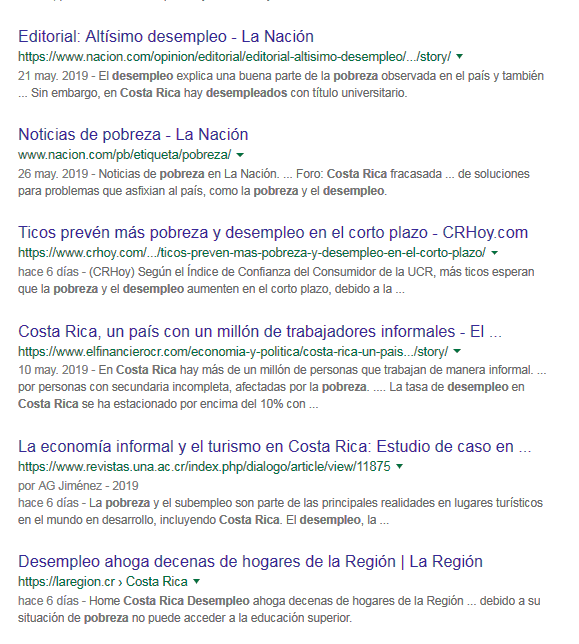 Editorial: Altísimo desempleo - La Nación
https://www.nacion.com/opinion/editorial/editorial-altisimo-desempleo/.../story/
21 may. 2019 - El desempleo explica una buena parte de la pobreza observada en el país y también
... Sin embargo, en Costa Rica hay desempleados con título universitario.
Noticias de pobreza - La Nación
www.nacion.com/pb/etiqueta/pobreza/
26 may. 2019 - Noticias de pobreza en La Nación. ... Foro: Costa Rica fracasada ... de soluciones
para problemas que asfixian al país, como la pobreza y el desempleo.
Ticos prevén más pobreza y desempleo en el corto plazo - CRHoy.com
https://www.crhoy.com/.../ticos-preven-mas-pobreza-y-desempleo-en-el-corto-plazo/
hace 6 días - (CRHoy) Según el Índice de Confianza del Consumidor de la UCR, más ticos esperan
que la pobreza y el desempleo aumenten en el corto plazo, debido a la ...
Costa Rica, un país con un millón de trabajadores informales - El ...
https://www.elfinancierocr.com/economia-y-politica/costa-rica-un-pais.../story/
10 may. 2019 - En Costa Rica hay más de un millón de personas que trabajan de manera informal. ...
por personas con secundaria incompleta, afectadas por la pobreza. .... La tasa de desempleo en
Costa Rica se ha estacionado por encima del 10% con ...
La economía informal y el turismo en Costa Rica: Estudio de caso en ...
https://www.revistas.una.ac.cr/index.php/dialogo/article/view/11875
por AG Jiménez - 2019
hace 6 días - La pobreza y el subempleo son parte de las principales realidades en lugares turísticos
en el mundo en desarrollo, incluyendo Costa Rica. El desempleo, la ...
Desempleo ahoga decenas de hogares de la Región | La Región
https://laregion.cr › Costa Rica
hace 6 días - Home Costa Rica Desempleo ahoga decenas de hogares de la Región ... debido a su
situación de pobreza no puede acceder a la educación superior.